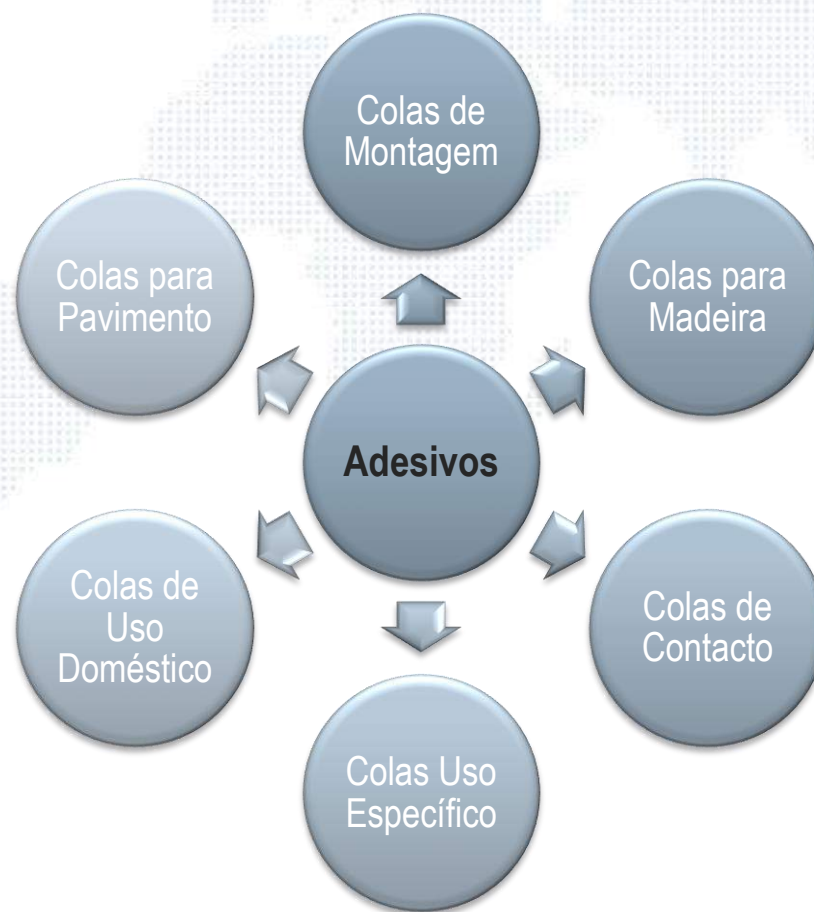 Colas de
Montagem
Colas para
Pavimento
Colas para
Madeira
Adesivos
Colas de
Uso
Doméstico
Colas de
Contacto
Colas Uso
Específico